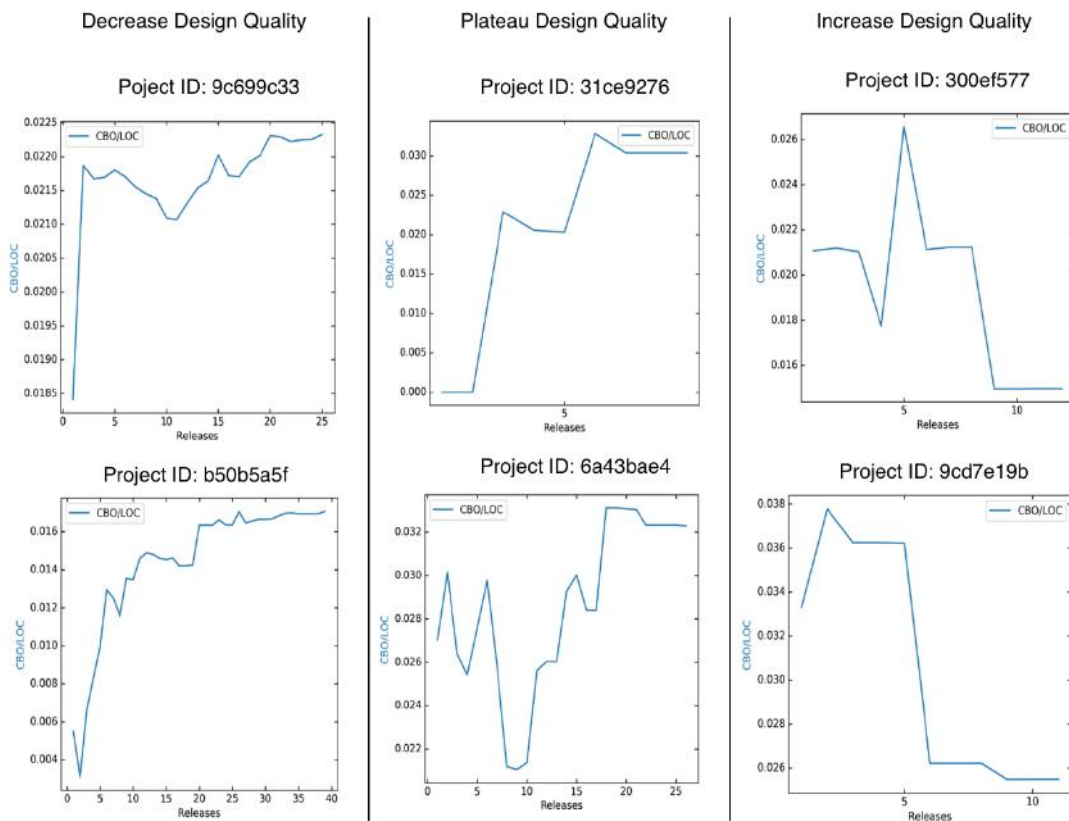 Decrease Design Quality
Plateau Design Quality
Increase Design Quality
Poject ID: 9c699c33
0.0225
0.0220
0.0215
0.0210
0.0205
0.0200
0.0195
0.0190
0.0185
CBO/LOC
CBO/LOC
0 5 10 15 20 25
Releases
Project ID: 31ce9276
0.030
0.025
0.020
0.015
0.010
0.005
0.000
CBO/LOC
CBO/LOC
5
Releases
Project ID: 300ef577
0.026
0.024
0.022
0.020
0.018
0.016
CBO/LOC
CBO/LOC
5 10
Releases
Project ID: b50b5a5f
0.016
0.014
0.012
0.010
0.008
0.006
0.004
CBO/LOC
CBO/LOC
0 5 10 15 20 25 30 35 40
Releases
Project ID: 6a43bae4
0.032
0.030
0.028
0.026
0.024
0.022
CBO/LOC
CBO/LOC
0 5 10 15 20 25
Releases
Project ID: 9cd7e19b
0.038
0.036
0.034
0.032
0.030
0.028
0.026
CBO/LOC
CBO/LOC
5 10
Releases